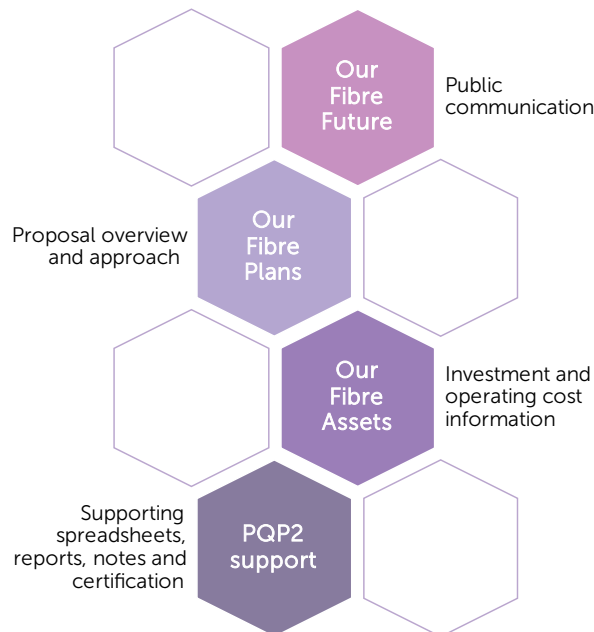 Our
Fibre
Future
Public
communication
Proposal overview
and approach
Our
Fibre
Plans
Our
Fibre
Assets
Investment and
operating cost
information
Supporting
spreadsheets,
reports, notes and
certification
PQP2
support